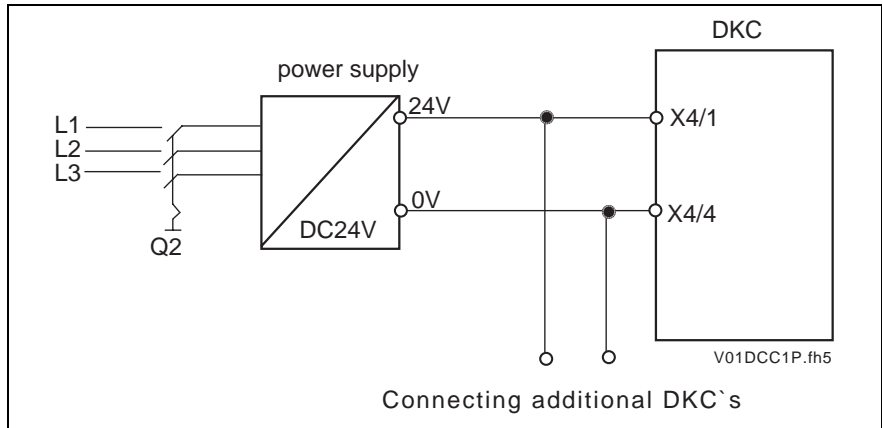 DKC
power supply
24V
X4/1
L1
L2
L3
0V
X4/4
DC24V
Q2
V01DCC1P.fh5
Connecting additional DKC`s